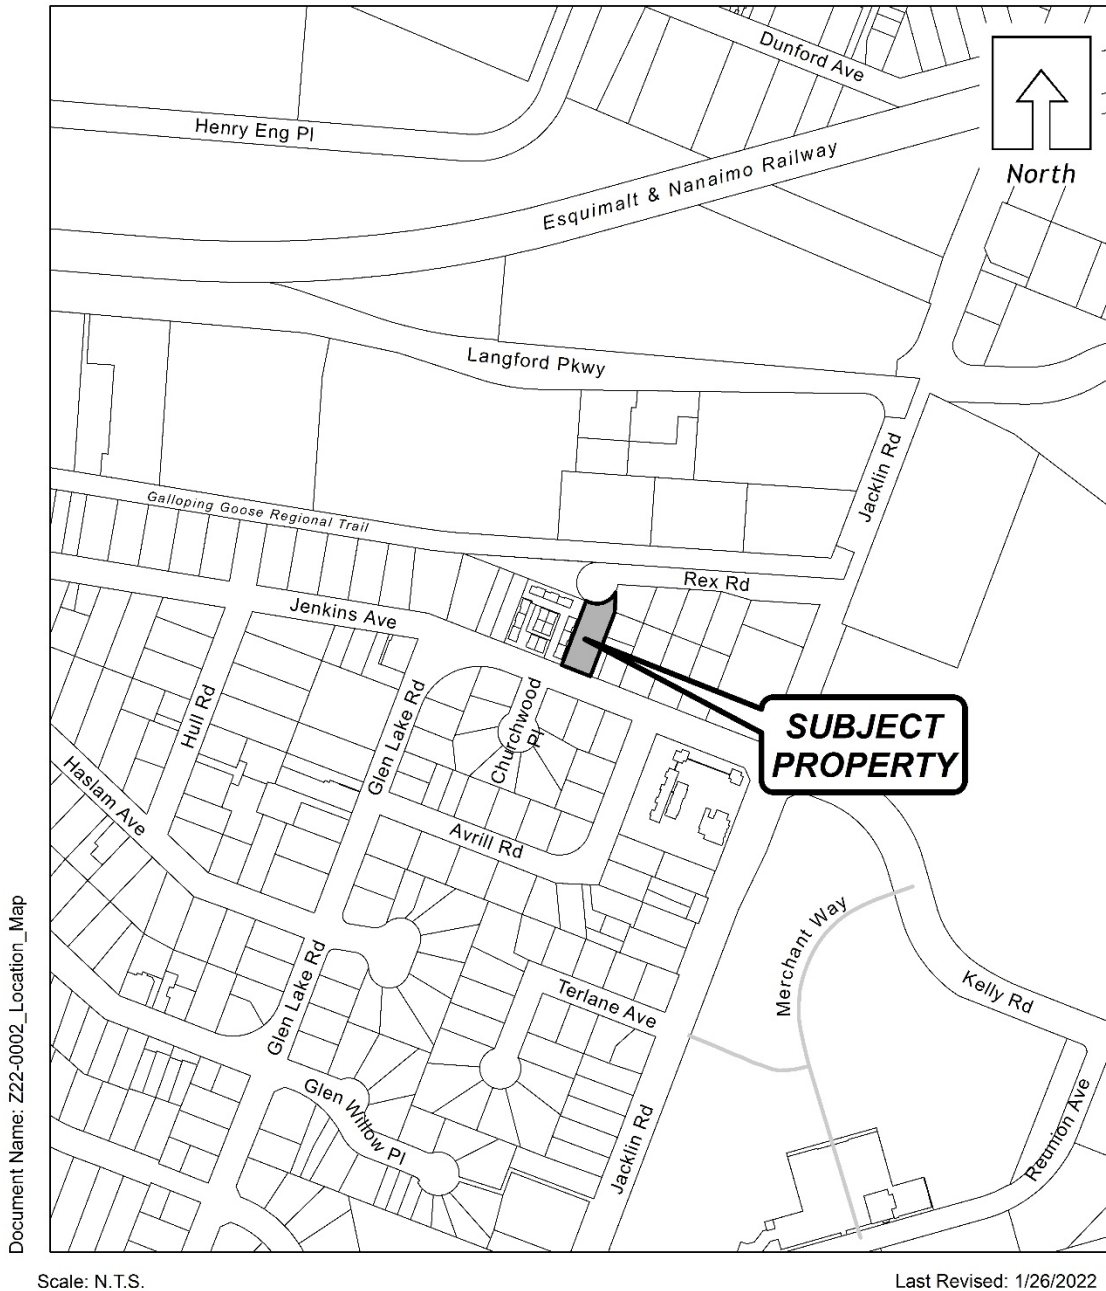 Dunford Ave
Henry Eng Pl
Esquimalt & Nanaimo Railway
North
Langford Pkwy
Jacklin Rd
Galloping Goose Regional Trail
Rex Rd
Jenkins Ave
Hull Rd
Glen Lake Rd
Churchwood
Pl
SUBJECT
PROPERTY
Haslam Ave
Avrill Rd
Merchant Way
Kelly Rd
Glen Lake Rd
Terlane Ave
Glen Willow Pl
Jacklin Rd
Reunion Ave
Document Name: Z22-0002_Location_Map
Scale: N.T.S.
Last Revised: 1/26/2022